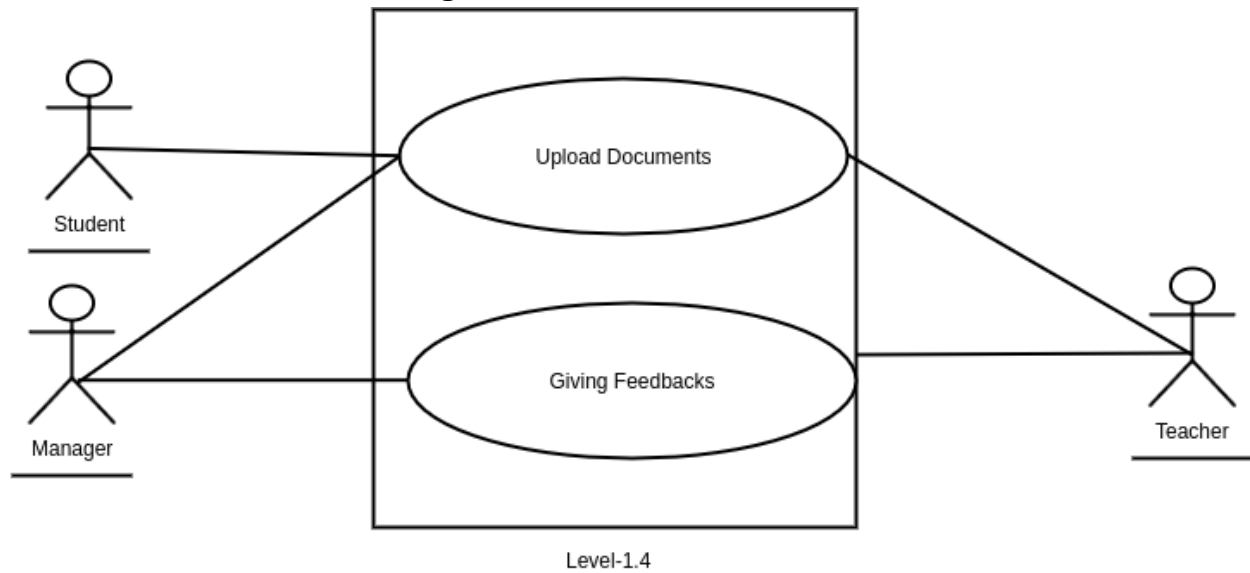 Upload Documents
Student
Giving Feedbacks
Manager
Teacher
Level-1.4